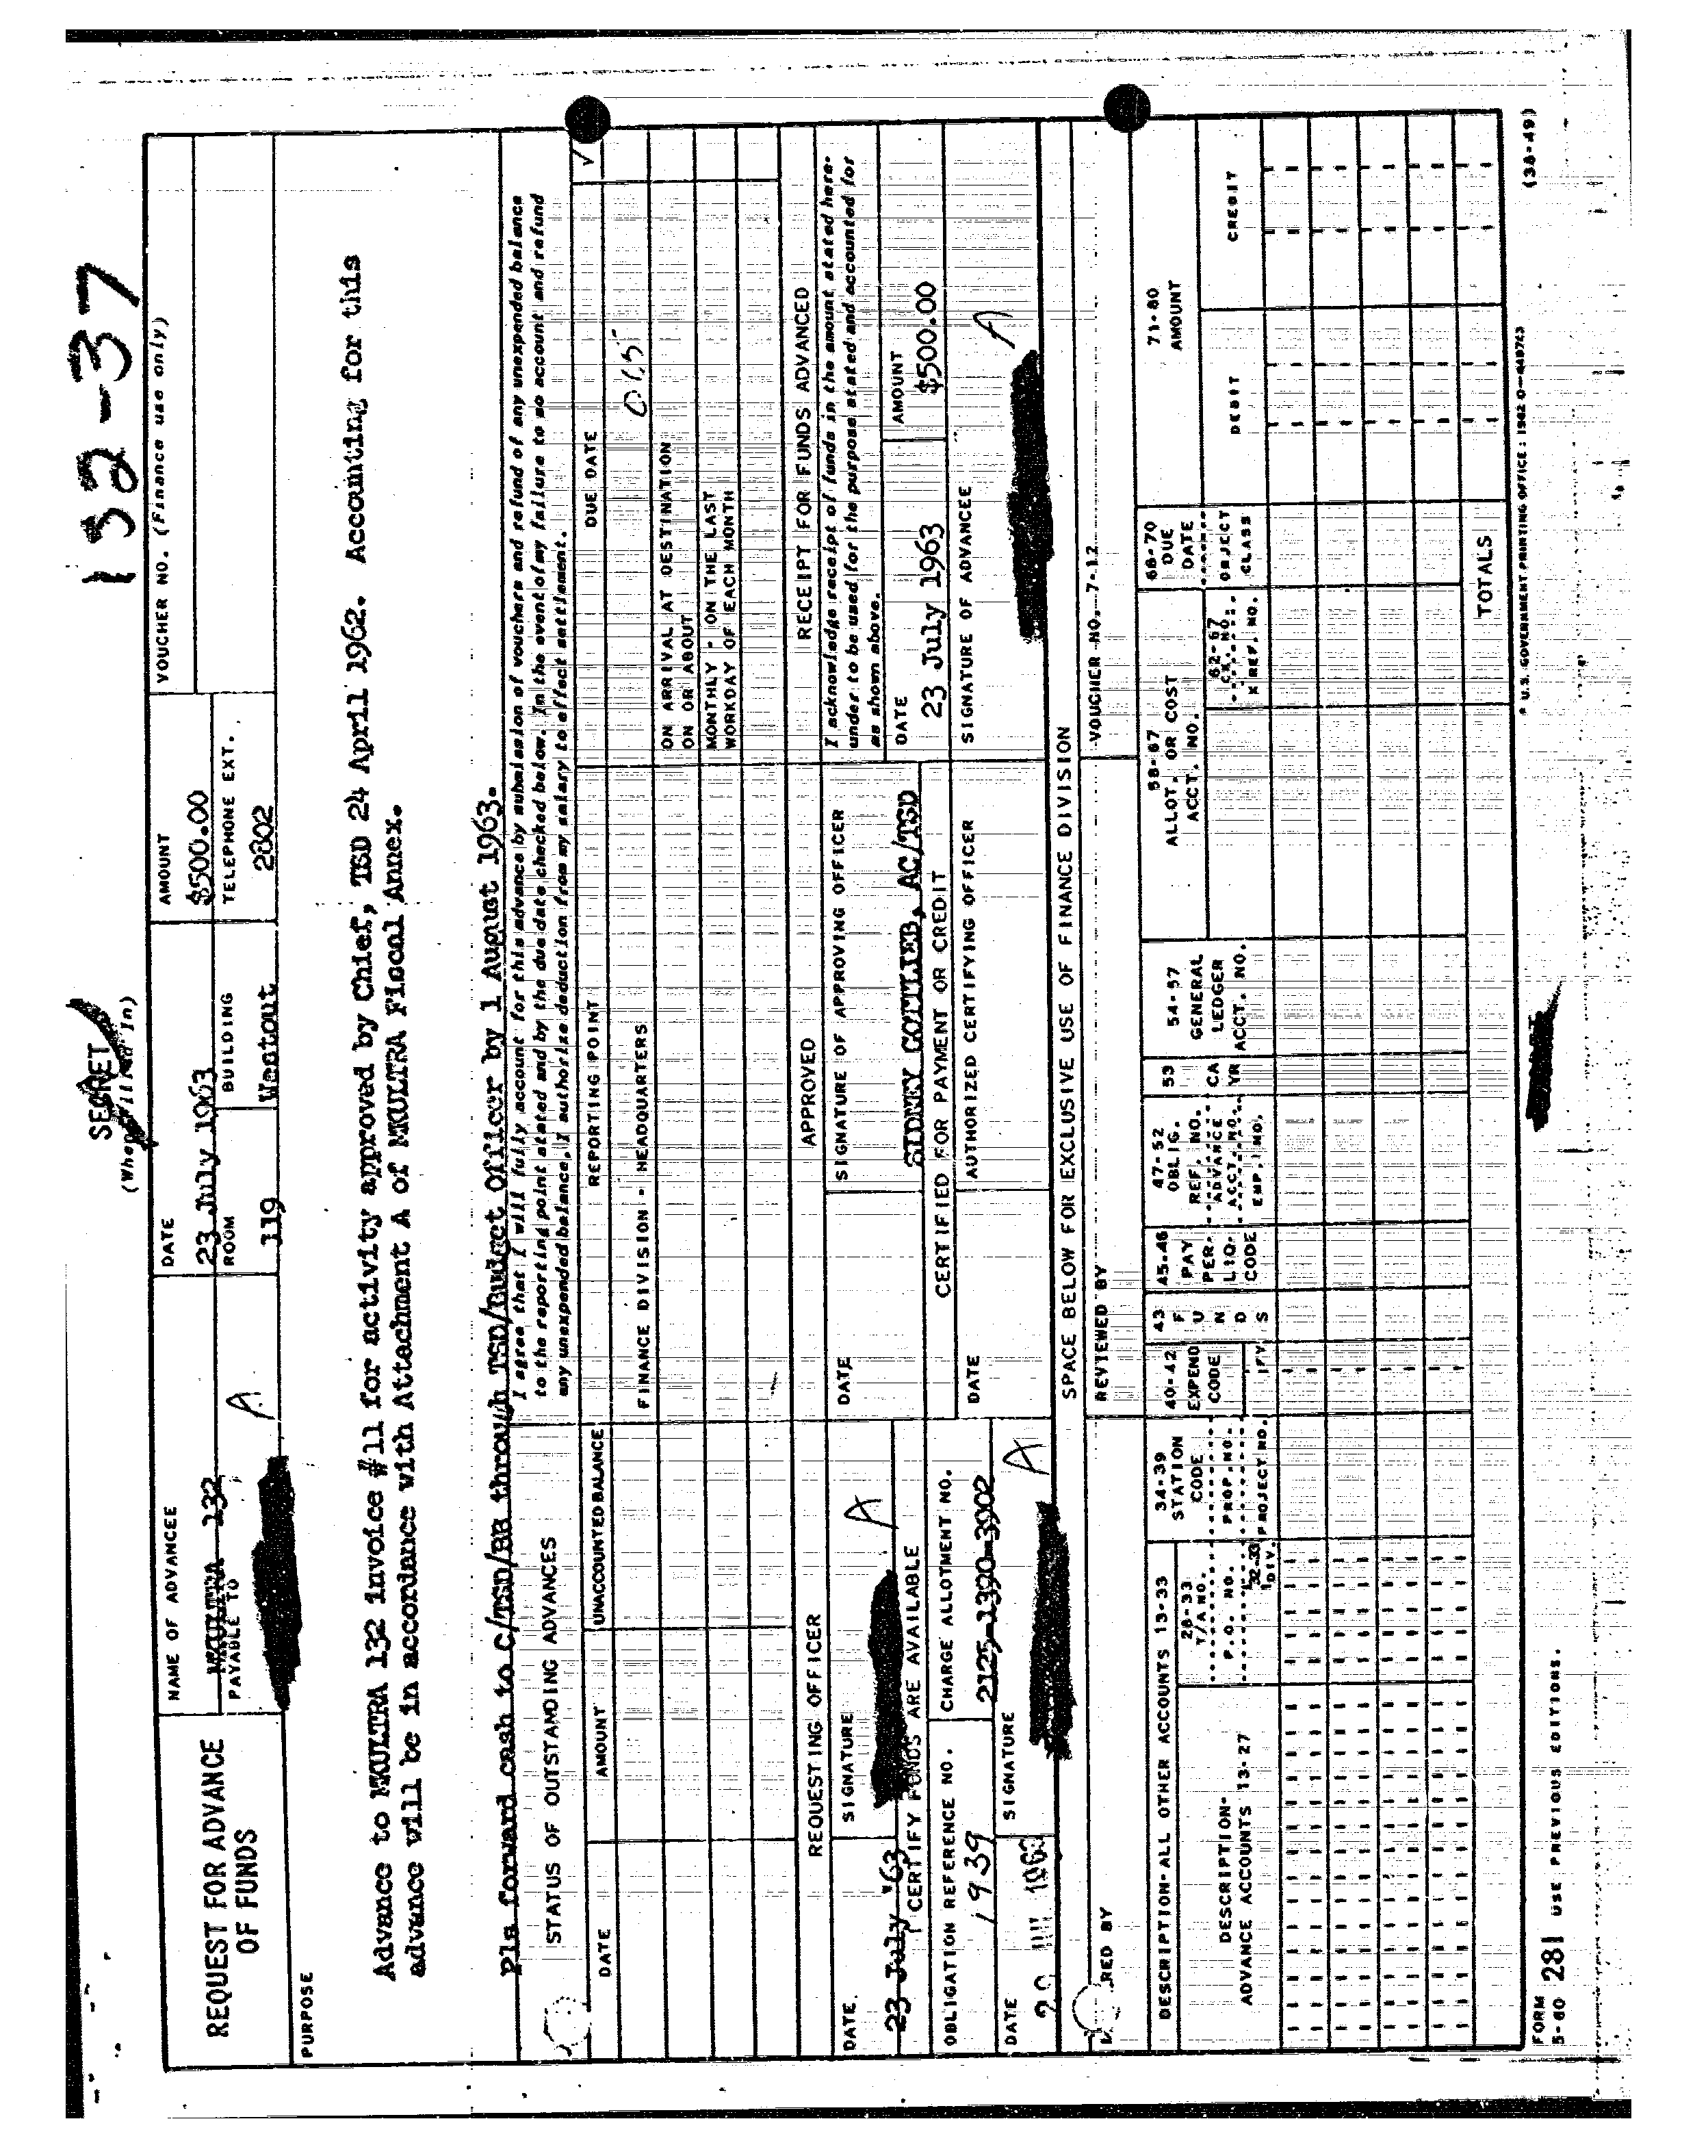 132-37
SECRET
(When Filled In)
REQUEST FOR ADVANCE
OF FUNDS
NAME OF ADVANCEE
MKULTRA 132
PAYABLE TO
A
DATE
23 July 1963
ROOM
119
BUILDING
Westout
AMOUNT
$500.00
TELEPHONE EXT.
2802
VOUCHER NO. (Finance use only)
PURPOSE
Advance to MKULTRA 132 invoice #11 for activity approved by Chief, TSD 24 April 1962. Accounting for this
advance will be in accordance with Attachment A of MKULTRA Fiscal Annex.
Pls forward cash to C/TSD/BB through TSD/Budget Officer by 1 August 1963.
I agree that I will fully account for this advance by submission of vouchers and refund of any unexpended balance
to the reporting point stated and by the due date checked below. In the event of my failure to so account and refund
any unexpended balance, I authorize deduction from my salary to effect settlement.
STATUS OF OUTSTANDING ADVANCES
DATE
AMOUNT
UNACCOUNTED BALANCE
REPORTING POINT
DUE DATE
✓
FINANCE DIVISION - HEADQUARTERS
ON ARRIVAL AT DESTINATION
ON OR ABOUT
MONTHLY - ON THE LAST
WORKDAY OF EACH MONTH
REQUESTING OFFICER
APPROVED
RECEIPT FOR FUNDS ADVANCED
I acknowledge receipt of funds in the amount stated here-
under to be used for the purpose stated and accounted for
as shown above.
DATE
23 July '63
SIGNATURE
A
DATE
SIGNATURE OF APPROVING OFFICER
SIDNEY GOTTLIEB, AC/TSD
DATE
23 July 1963
AMOUNT
$500.00
I CERTIFY FUNDS ARE AVAILABLE
CERTIFIED FOR PAYMENT OR CREDIT
SIGNATURE OF ADVANCEE
A
OBLIGATION REFERENCE NO.
1939
CHARGE ALLOTMENT NO.
2125-1390-3902
DATE
AUTHORIZED CERTIFYING OFFICER
DATE
1963
SIGNATURE
A
SPACE BELOW FOR EXCLUSIVE USE OF FINANCE DIVISION
RED BY
REVIEWED BY
VOUCHER NO. 7-12
DESCRIPTION-ALL OTHER ACCOUNTS 13-33
DESCRIPTION-
ADVANCE ACCOUNTS 13-27
28-33
T/A NO.
P.O. NO.
32-33
DIV.
34-39
STATION
CODE
PROP. NO.
PROJECT NO.
40-42
EXPEND
CODE
FY
43
F
U
N
D
S
45-46
PAY
PER-
LIQ.
CODE
47-52
OBLIG.
REF. NO.
ADVANCE
ACCT. NO.
EMP. NO.
53
CA
YR
54-57
GENERAL
LEDGER
ACCT. NO.
58-67
ALLOT. OR COST
ACCT. NO.
62-67
CK. NO.
X REF. NO.
68-70
DUE
DATE
OBJECT
CLASS
71-80
AMOUNT
DEBIT
CREDIT
TOTALS
FORM
5-60 281 USE PREVIOUS EDITIONS.
* U.S. GOVERNMENT PRINTING OFFICE: 1962 O—
(38-49)